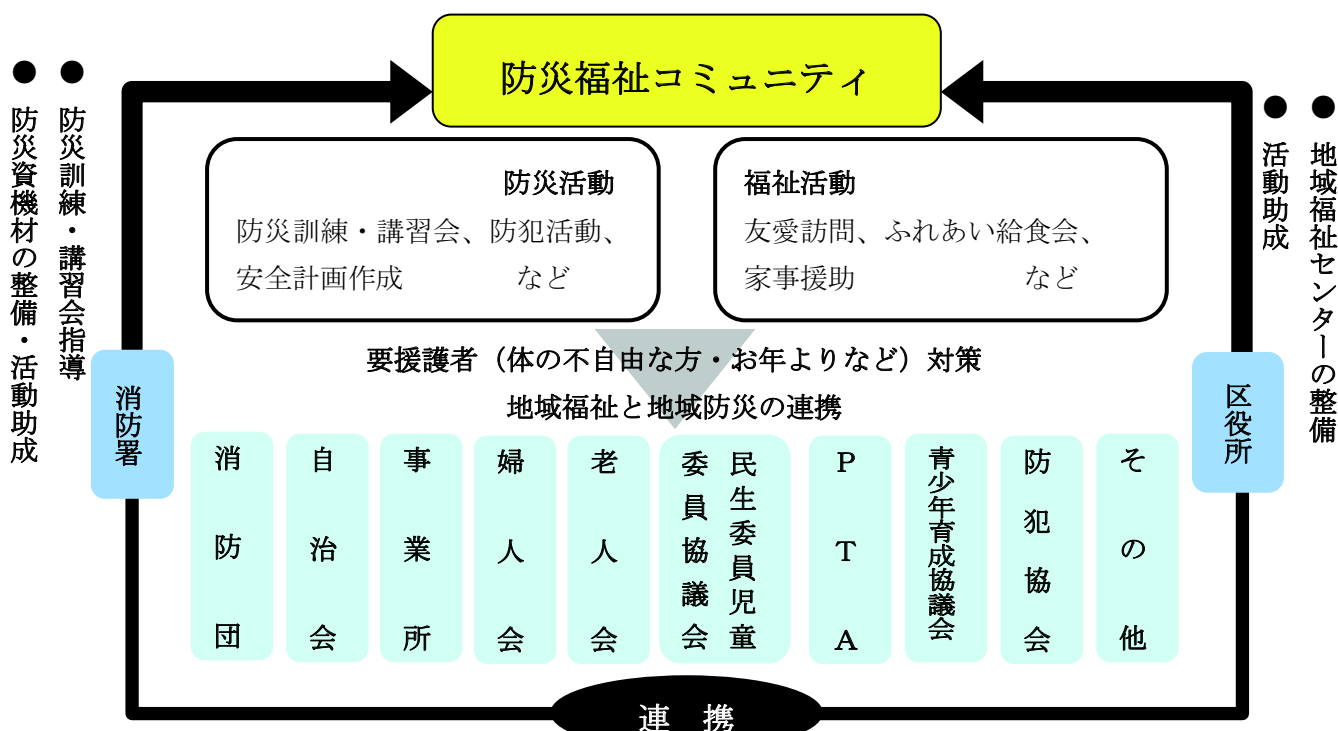 防災福祉コミュニティ
● 防災訓練・講習会指導
● 防災資機材の整備・活動助成
● 地域福祉センターの整備
● 活動助成
防災活動
防災訓練・講習会、防犯活動、
安全計画作成 など
福祉活動
友愛訪問、ふれあい給食会、
家事援助 など
要援護者（体の不自由な方・お年よりなど）対策
地域福祉と地域防災の連携
消防署
区役所
消防団
自治会
事業所
婦人会
老人会
民生委員児童
委員協議会
PTA
青少年育成協議会
防犯協会
その他
連 携